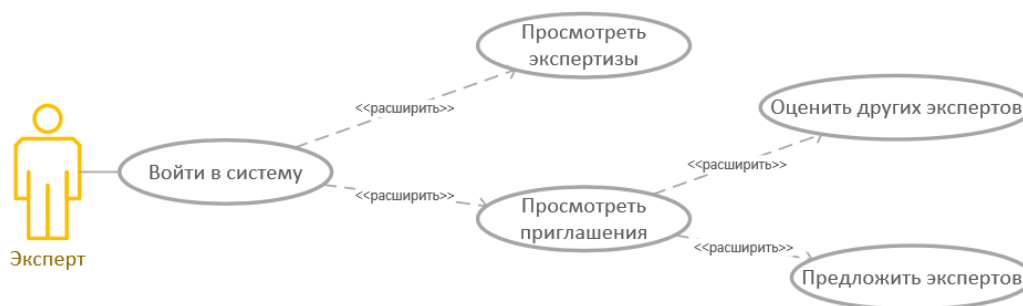 Просмотреть
экспертизы
<<расширить>>
Оценить других экспертов
Войти в систему
<<расширить>>
<<расширить>>
Просмотреть
приглашения
<<расширить>>
Эксперт
Предложить экспертов